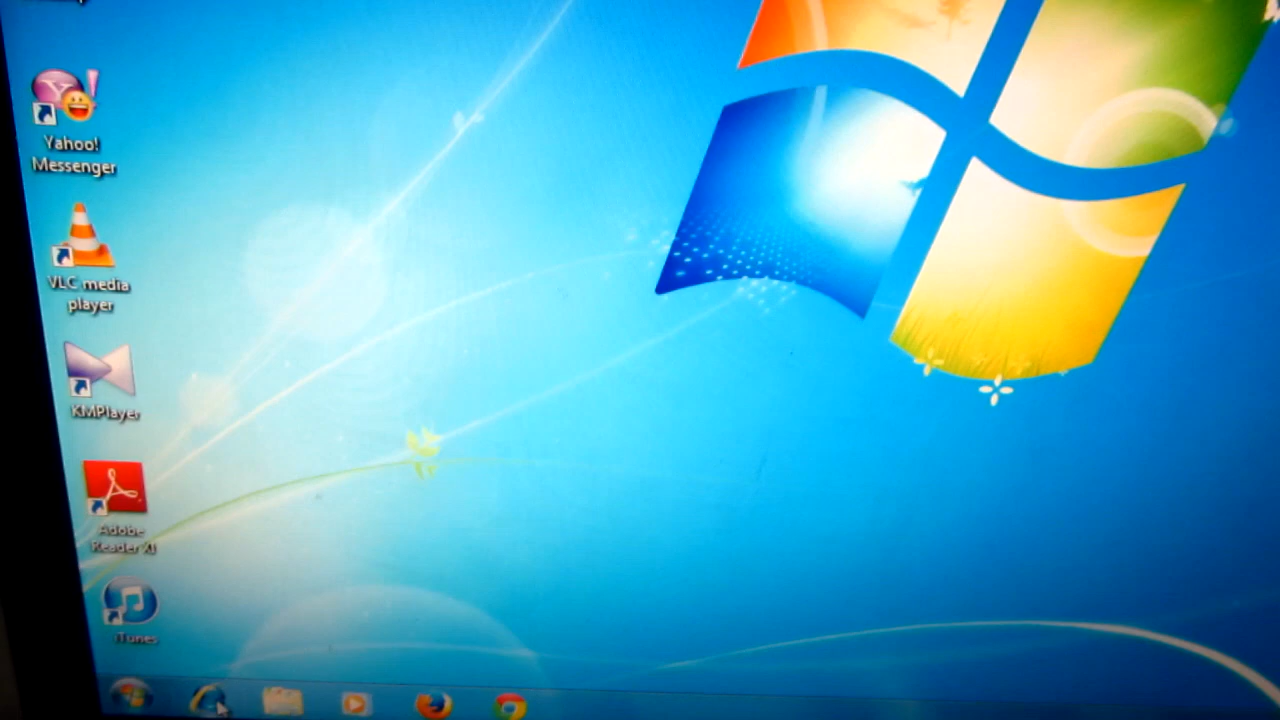 Yahoo!
Messenger
VLC media
player
KMPlayer
Adobe
Reader XI
iTunes